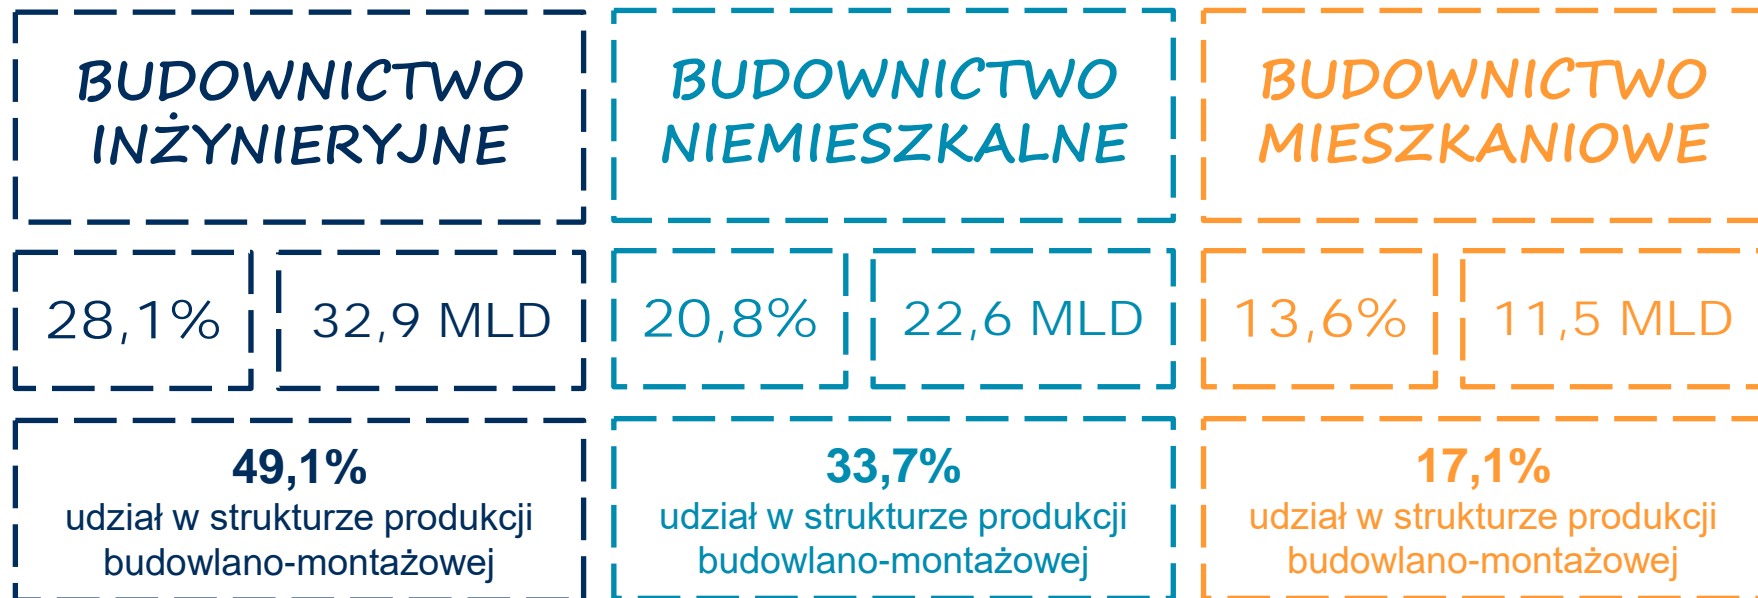 BUDOWNICTWO
INŻYNIERYJNE
28,1%
32,9 MLD
49,1%
udział w strukturze produkcji
budowlano-montażowej
BUDOWNICTWO
NIEMIESZKALNE
20,8%
22,6 MLD
33,7%
udział w strukturze produkcji
budowlano-montażowej
BUDOWNICTWO
MIESZKANIOWE
13,6%
11,5 MLD
17,1%
udział w strukturze produkcji
budowlano-montażowej